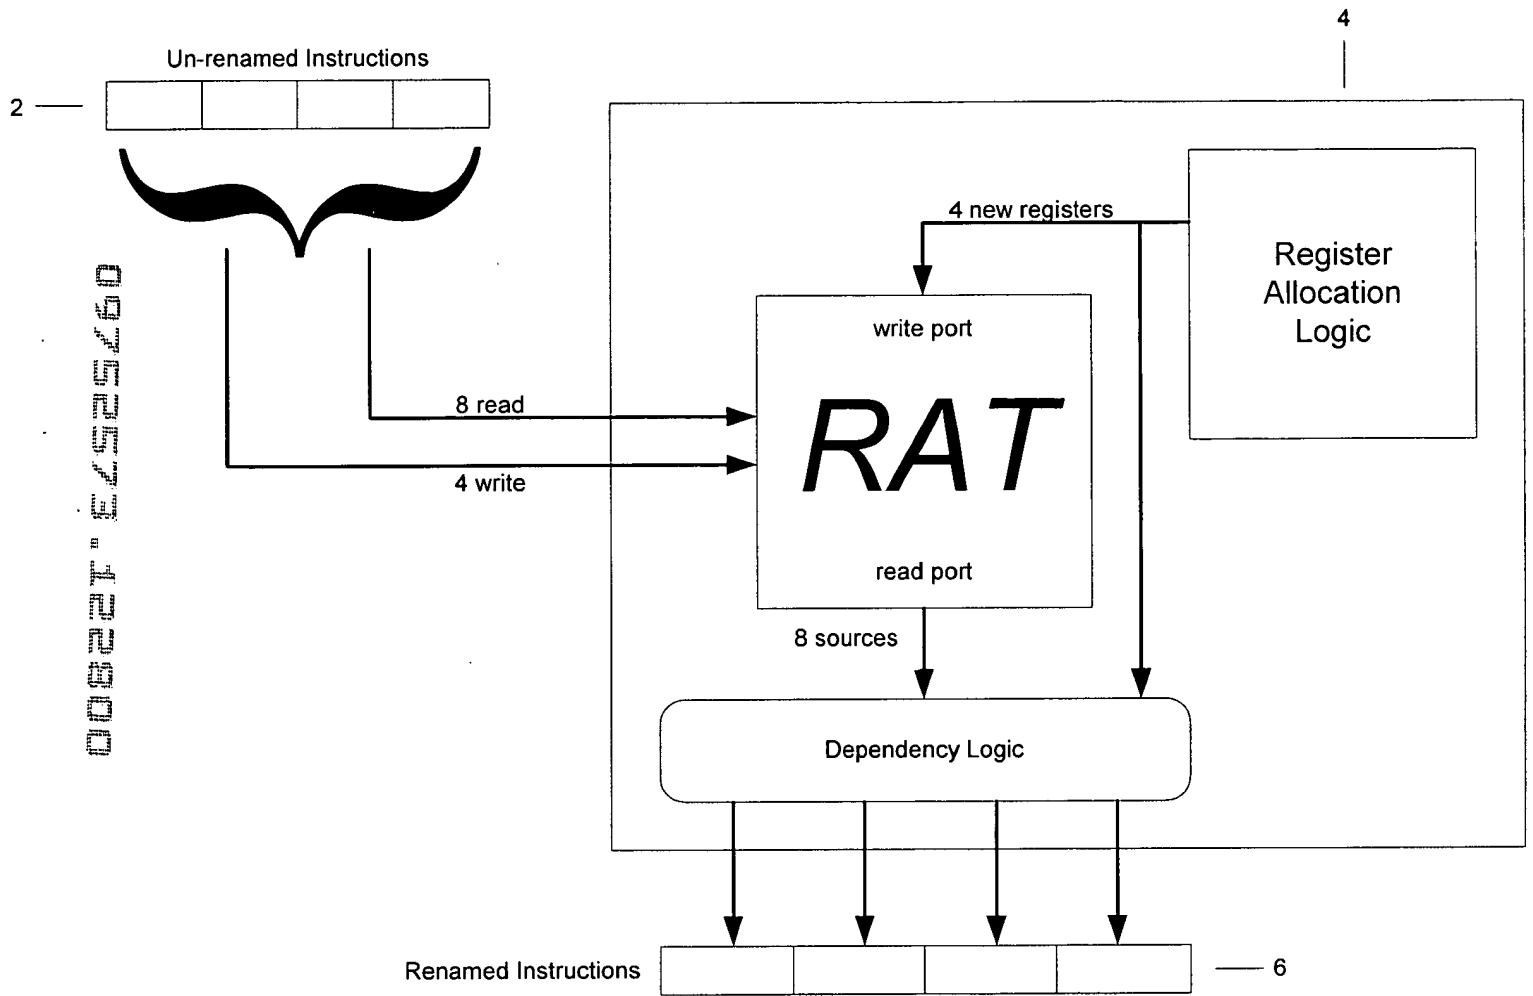 4
Un-renamed Instructions
2
4 new registers
Register
Allocation
Logic
write port
8 read
RAT
4 write
read port
8 sources
Dependency Logic
Renamed Instructions
6
09752573.122800